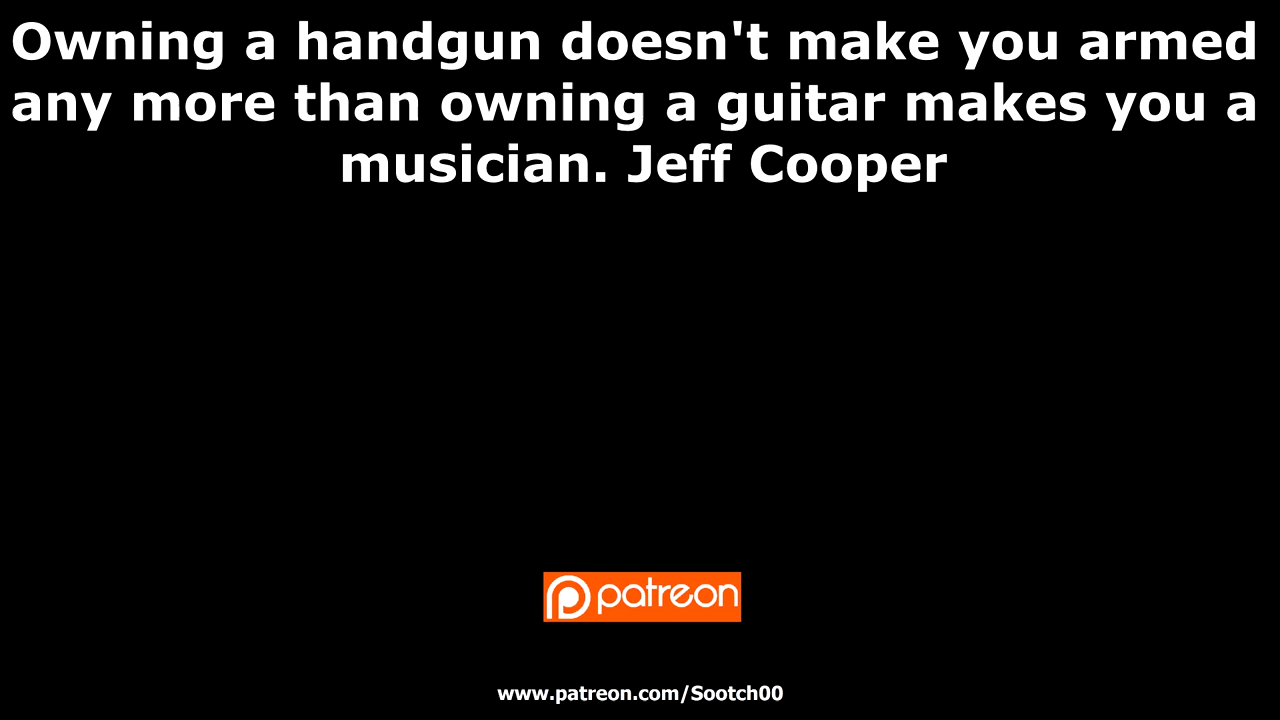 Owning a handgun doesn't make you armed
any more than owning a guitar makes you a
musician. Jeff Cooper
patreon
www.patreon.com/Sootch00